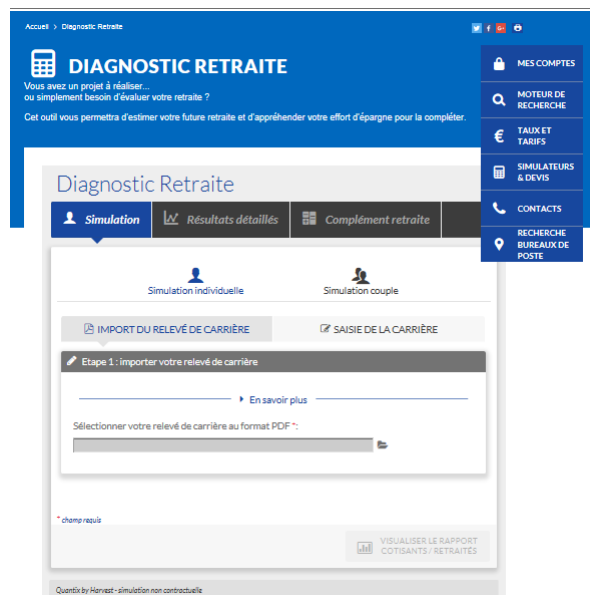 Accueil > Diagnostic Retraite
DIAGNOSTIC RETRAITE
Vous avez un projet à réaliser...
ou simplement besoin d'évaluer votre retraite ?
Cet outil vous permettra d'estimer votre future retraite et d'appréhender votre effort d'épargne pour la compléter.
MES COMPTES
MOTEUR DE
RECHERCHE
TAUX ET
TARIFS
SIMULATEURS
& DEVIS
CONTACTS
RECHERCHE
BUREAUX DE
POSTE
Diagnostic Retraite
Simulation
Résultats détaillés
Complément retraite
Simulation individuelle
Simulation couple
IMPORT DU RELEVÉ DE CARRIÈRE
SAISIE DE LA CARRIÈRE
Etape 1 : importer votre relevé de carrière
En savoir plus
Sélectionner votre relevé de carrière au format PDF *:
* champ requis
VISUALISER LE RAPPORT
COTISANTS / RETRAITÉS
Quantix by Harvest - simulation non contractuelle